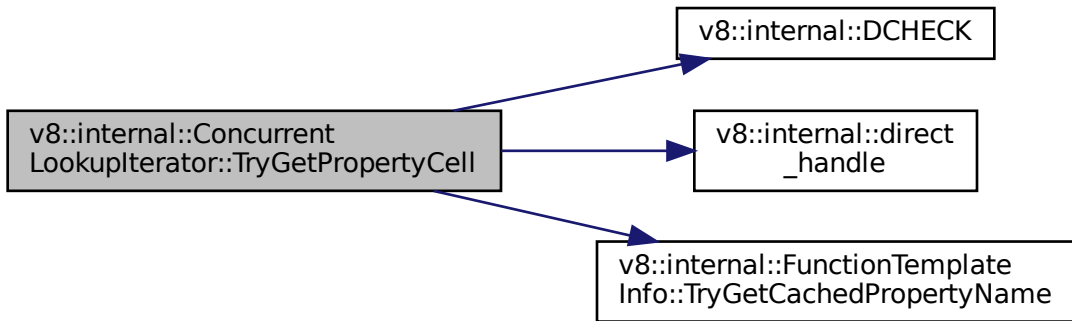 v8::internal::Concurrent
LookupIterator::TryGetPropertyCell
v8::internal::DCHECK
v8::internal::direct
_handle
v8::internal::FunctionTemplate
Info::TryGetCachedPropertyName